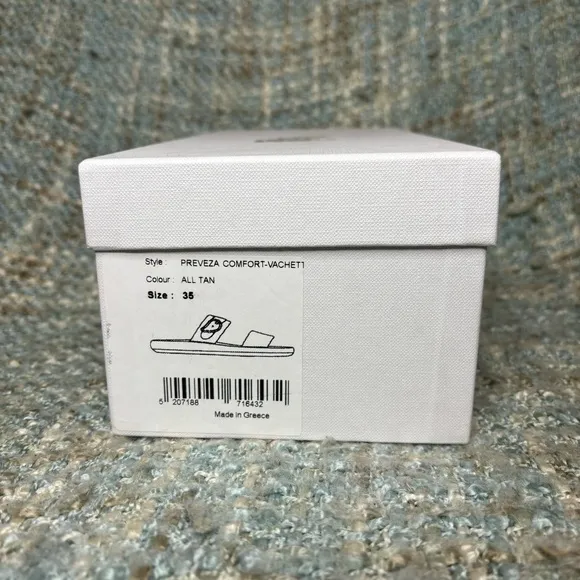 Style : PREVEZA COMFORT-VACHETT
Colour : ALL TAN
Size : 35
5 207188 716432
Made in Greece